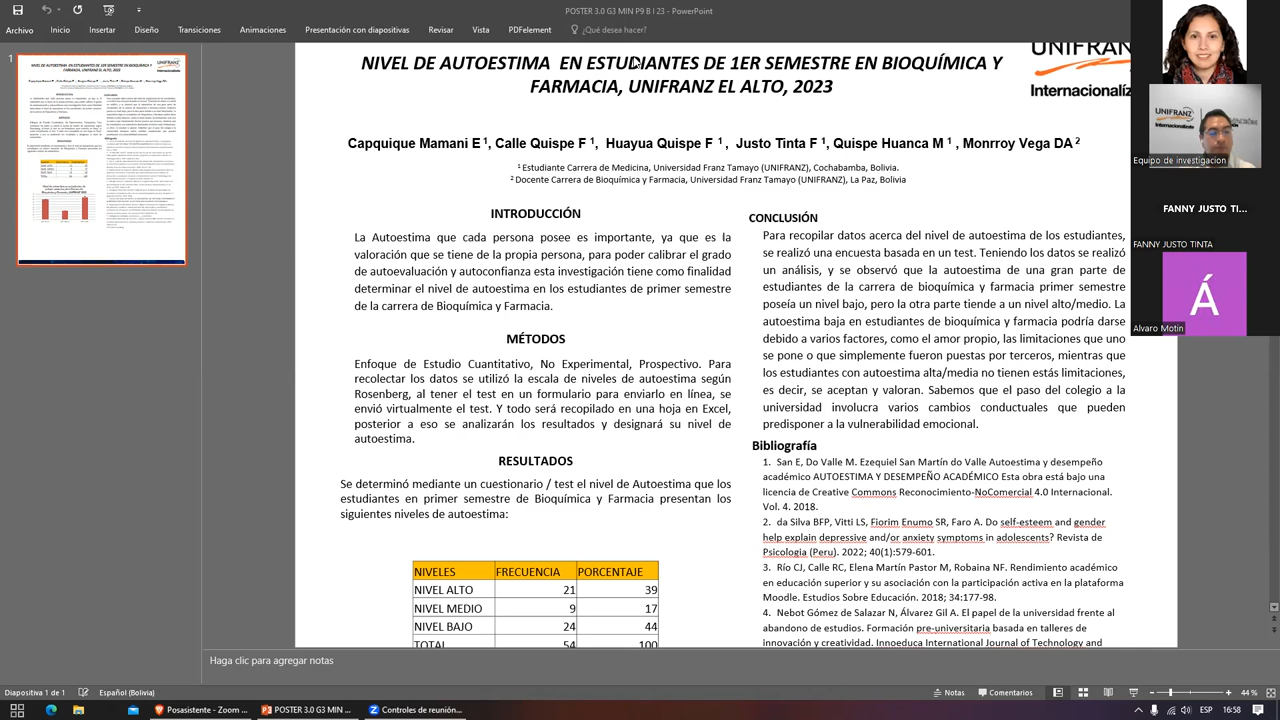 POSTER 3.0 G3 MIN P9 B I 23 - PowerPoint
Archivo Inicio Insertar Diseño Transiciones Animaciones Presentación con diapositivas Revisar Vista PDFelement ¿Qué desea hacer?
1
NIVEL DE AUTOESTIMA EN ESTUDIANTES DE 1ER SEMESTRE EN BIOQUÍMICA Y
FARMACIA, UNIFRANZ EL ALTO, 2023
UNIFRAN
Internacionaliz
Capquique Mamani E ¹, Calle Quispe E ¹, Huayua Quispe F ¹, Justo Tinta F ¹, Quisbert Huanca M ¹, Monrroy Vega DA ²
¹ Estudiantes Carrera de Bioquímica y Farmacia, Universidad Franz Tamayo (UNIFRANZ), Cochabamba, Bolivia
² Docente Carrera de Bioquímica y Farmacia, Universidad Franz Tamayo (UNIFRANZ) La Paz, Bolivia
INTRODUCCION
La Autoestima que cada persona posee es importante, ya que es la
valoración que se tiene de la propia persona, para poder calibrar el grado
de autoevaluación y autoconfianza esta investigación tiene como finalidad
determinar el nivel de autoestima en los estudiantes de primer semestre
de la carrera de Bioquímica y Farmacia.
MÉTODOS
Enfoque de Estudio Cuantitativo, No Experimental, Prospectivo. Para
recolectar los datos se utilizó la escala de niveles de autoestima según
Rosenberg, al tener el test en un formulario para enviarlo en línea, se
envió virtualmente el test. Y todo será recopilado en una hoja en Excel,
posterior a eso se analizarán los resultados y designará su nivel de
autoestima.
RESULTADOS
Se determinó mediante un cuestionario / test el nivel de Autoestima que los
estudiantes en primer semestre de Bioquímica y Farmacia presentan los
siguientes niveles de autoestima:
NIVELES FRECUENCIA PORCENTAJE
NIVEL ALTO 21 39
NIVEL MEDIO 9 17
NIVEL BAJO 24 44
TOTAL 54 100
CONCLUSIÓN
Para recopilar datos acerca del nivel de autoestima de los estudiantes,
se realizó una encuesta basada en un test. Teniendo los datos se realizó
un análisis, y se observó que la autoestima de una gran parte de
estudiantes de la carrera de bioquímica y farmacia primer semestre
poseía un nivel bajo, pero la otra parte tiende a un nivel alto/medio. La
autoestima baja en estudiantes de bioquímica y farmacia podría darse
debido a varios factores, como el amor propio, las limitaciones que uno
se pone o que simplemente fueron puestas por terceros, mientras que
los estudiantes con autoestima alta/media no tienen estás limitaciones,
es decir, se aceptan y valoran. Sabemos que el paso del colegio a la
universidad involucra varios cambios conductuales que pueden
predisponer a la vulnerabilidad emocional.
Bibliografía
1. San E, Do Valle M. Ezequiel San Martín do Valle Autoestima y desempeño
académico AUTOESTIMA Y DESEMPEÑO ACADÉMICO Esta obra está bajo una
licencia de Creative Commons Reconocimiento-NoComercial 4.0 Internacional.
Vol. 4. 2018.
2. da Silva BFP, Vitti LS, Fiorim Enumo SR, Faro A. Do self-esteem and gender
help explain depressive and/or anxiety symptoms in adolescents? Revista de
Psicologia (Peru). 2022; 40(1):579-601.
3. Río CJ, Calle RC, Elena Martín Pastor M, Robaina NF. Rendimiento académico
en educación superior y su asociación con la participación activa en la plataforma
Moodle. Estudios Sobre Educación. 2018; 34:177-98.
4. Nebot Gómez de Salazar N, Álvarez Gil A. El papel de la universidad frente al
abandono de estudios. Formación pre-universitaria basada en talleres de
innovación y creatividad. Innoeduca International Journal of Technology and
UNIFRANZ
Internacionalízate
Equipo de investigacion
FANNY JUSTO TI...
FANNY JUSTO TINTA
Á
Alvaro Motin
Haga clic para agregar notas
Diapositiva 1 de 1 Español (Bolivia) Notas Comentarios 44 %
Posasistente - Zoom ... POSTER 3.0 G3 MIN ... Controles de reunión... ESP 16:58